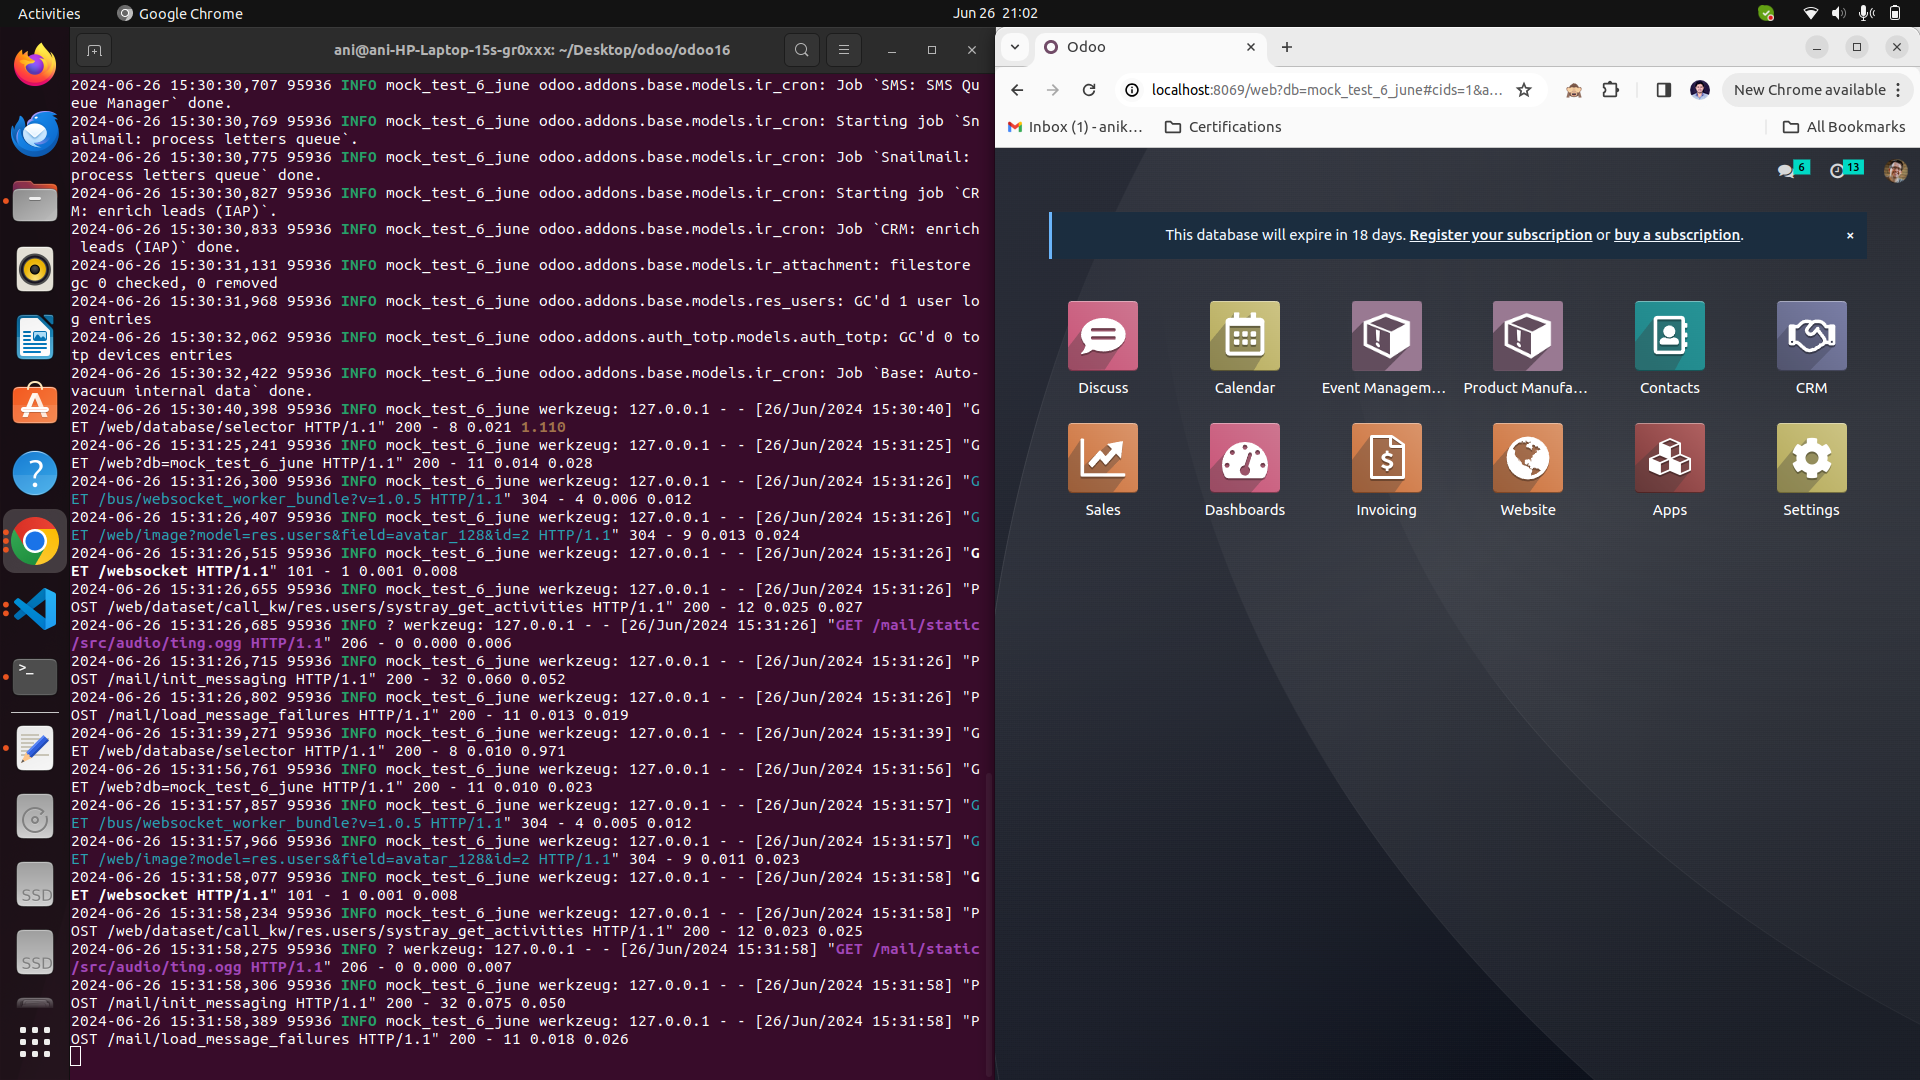 Activities
Google Chrome
Jun 26 21:02
ani@ani-HP-Laptop-15s-gr0xxx: ~/Desktop/odoo/odoo16
2024-06-26 15:30:30,707 95936 INFO mock_test_6_june odoo.addons.base.models.ir_cron: Job `SMS: SMS Qu
eue Manager` done.
2024-06-26 15:30:30,769 95936 INFO mock_test_6_june odoo.addons.base.models.ir_cron: Starting job `Sn
ailmail: process letters queue`.
2024-06-26 15:30:30,775 95936 INFO mock_test_6_june odoo.addons.base.models.ir_cron: Job `Snailmail:
process letters queue` done.
2024-06-26 15:30:30,827 95936 INFO mock_test_6_june odoo.addons.base.models.ir_cron: Starting job `CR
M: enrich leads (IAP)`.
2024-06-26 15:30:30,833 95936 INFO mock_test_6_june odoo.addons.base.models.ir_cron: Job `CRM: enrich
leads (IAP)` done.
2024-06-26 15:30:31,131 95936 INFO mock_test_6_june odoo.addons.base.models.ir_attachment: filestore
gc 0 checked, 0 removed
2024-06-26 15:30:31,968 95936 INFO mock_test_6_june odoo.addons.base.models.res_users: GC'd 1 user lo
g entries
2024-06-26 15:30:32,062 95936 INFO mock_test_6_june odoo.addons.auth_totp.models.auth_totp: GC'd 0 to
tp devices entries
2024-06-26 15:30:32,422 95936 INFO mock_test_6_june odoo.addons.base.models.ir_cron: Job `Base: Auto-
vacuum internal data` done.
2024-06-26 15:30:40,398 95936 INFO mock_test_6_june werkzeug: 127.0.0.1 - - [26/Jun/2024 15:30:40] "G
ET /web/database/selector HTTP/1.1" 200 - 8 0.021 1.110
2024-06-26 15:31:25,241 95936 INFO mock_test_6_june werkzeug: 127.0.0.1 - - [26/Jun/2024 15:31:25] "G
ET /web?db=mock_test_6_june HTTP/1.1" 200 - 11 0.014 0.028
2024-06-26 15:31:26,300 95936 INFO mock_test_6_june werkzeug: 127.0.0.1 - - [26/Jun/2024 15:31:26] "G
ET /bus/websocket_worker_bundle?v=1.0.5 HTTP/1.1" 304 - 4 0.006 0.012
2024-06-26 15:31:26,407 95936 INFO mock_test_6_june werkzeug: 127.0.0.1 - - [26/Jun/2024 15:31:26] "G
ET /web/image?model=res.users&field=avatar_128&id=2 HTTP/1.1" 304 - 9 0.013 0.024
2024-06-26 15:31:26,515 95936 INFO mock_test_6_june werkzeug: 127.0.0.1 - - [26/Jun/2024 15:31:26] "G
ET /websocket HTTP/1.1" 101 - 1 0.001 0.008
2024-06-26 15:31:26,655 95936 INFO mock_test_6_june werkzeug: 127.0.0.1 - - [26/Jun/2024 15:31:26] "P
OST /web/dataset/call_kw/res.users/systray_get_activities HTTP/1.1" 200 - 12 0.025 0.027
2024-06-26 15:31:26,685 95936 INFO ? werkzeug: 127.0.0.1 - - [26/Jun/2024 15:31:26] "GET /mail/static
/src/audio/ting.ogg HTTP/1.1" 206 - 0 0.000 0.006
2024-06-26 15:31:26,715 95936 INFO mock_test_6_june werkzeug: 127.0.0.1 - - [26/Jun/2024 15:31:26] "P
OST /mail/init_messaging HTTP/1.1" 200 - 32 0.060 0.052
2024-06-26 15:31:26,802 95936 INFO mock_test_6_june werkzeug: 127.0.0.1 - - [26/Jun/2024 15:31:26] "P
OST /mail/load_message_failures HTTP/1.1" 200 - 11 0.013 0.019
2024-06-26 15:31:39,271 95936 INFO mock_test_6_june werkzeug: 127.0.0.1 - - [26/Jun/2024 15:31:39] "G
ET /web/database/selector HTTP/1.1" 200 - 8 0.010 0.971
2024-06-26 15:31:56,761 95936 INFO mock_test_6_june werkzeug: 127.0.0.1 - - [26/Jun/2024 15:31:56] "G
ET /web?db=mock_test_6_june HTTP/1.1" 200 - 11 0.010 0.023
2024-06-26 15:31:57,857 95936 INFO mock_test_6_june werkzeug: 127.0.0.1 - - [26/Jun/2024 15:31:57] "G
ET /bus/websocket_worker_bundle?v=1.0.5 HTTP/1.1" 304 - 4 0.005 0.012
2024-06-26 15:31:57,966 95936 INFO mock_test_6_june werkzeug: 127.0.0.1 - - [26/Jun/2024 15:31:57] "G
ET /web/image?model=res.users&field=avatar_128&id=2 HTTP/1.1" 304 - 9 0.011 0.023
2024-06-26 15:31:58,077 95936 INFO mock_test_6_june werkzeug: 127.0.0.1 - - [26/Jun/2024 15:31:58] "G
ET /websocket HTTP/1.1" 101 - 1 0.001 0.008
2024-06-26 15:31:58,234 95936 INFO mock_test_6_june werkzeug: 127.0.0.1 - - [26/Jun/2024 15:31:58] "P
OST /web/dataset/call_kw/res.users/systray_get_activities HTTP/1.1" 200 - 12 0.023 0.025
2024-06-26 15:31:58,275 95936 INFO ? werkzeug: 127.0.0.1 - - [26/Jun/2024 15:31:58] "GET /mail/static
/src/audio/ting.ogg HTTP/1.1" 206 - 0 0.000 0.007
2024-06-26 15:31:58,306 95936 INFO mock_test_6_june werkzeug: 127.0.0.1 - - [26/Jun/2024 15:31:58] "P
OST /mail/init_messaging HTTP/1.1" 200 - 32 0.075 0.050
2024-06-26 15:31:58,389 95936 INFO mock_test_6_june werkzeug: 127.0.0.1 - - [26/Jun/2024 15:31:58] "P
OST /mail/load_message_failures HTTP/1.1" 200 - 11 0.018 0.026
SSD
SSD
Odoo
localhost:8069/web?db=mock_test_6_june#cids=1&a...
New Chrome available
Inbox (1) - anik...
Certifications
All Bookmarks
6
13
This database will expire in 18 days. Register your subscription or buy a subscription.
Discuss
Calendar
Event Managem...
Product Manufa...
Contacts
CRM
Sales
Dashboards
Invoicing
Website
Apps
Settings